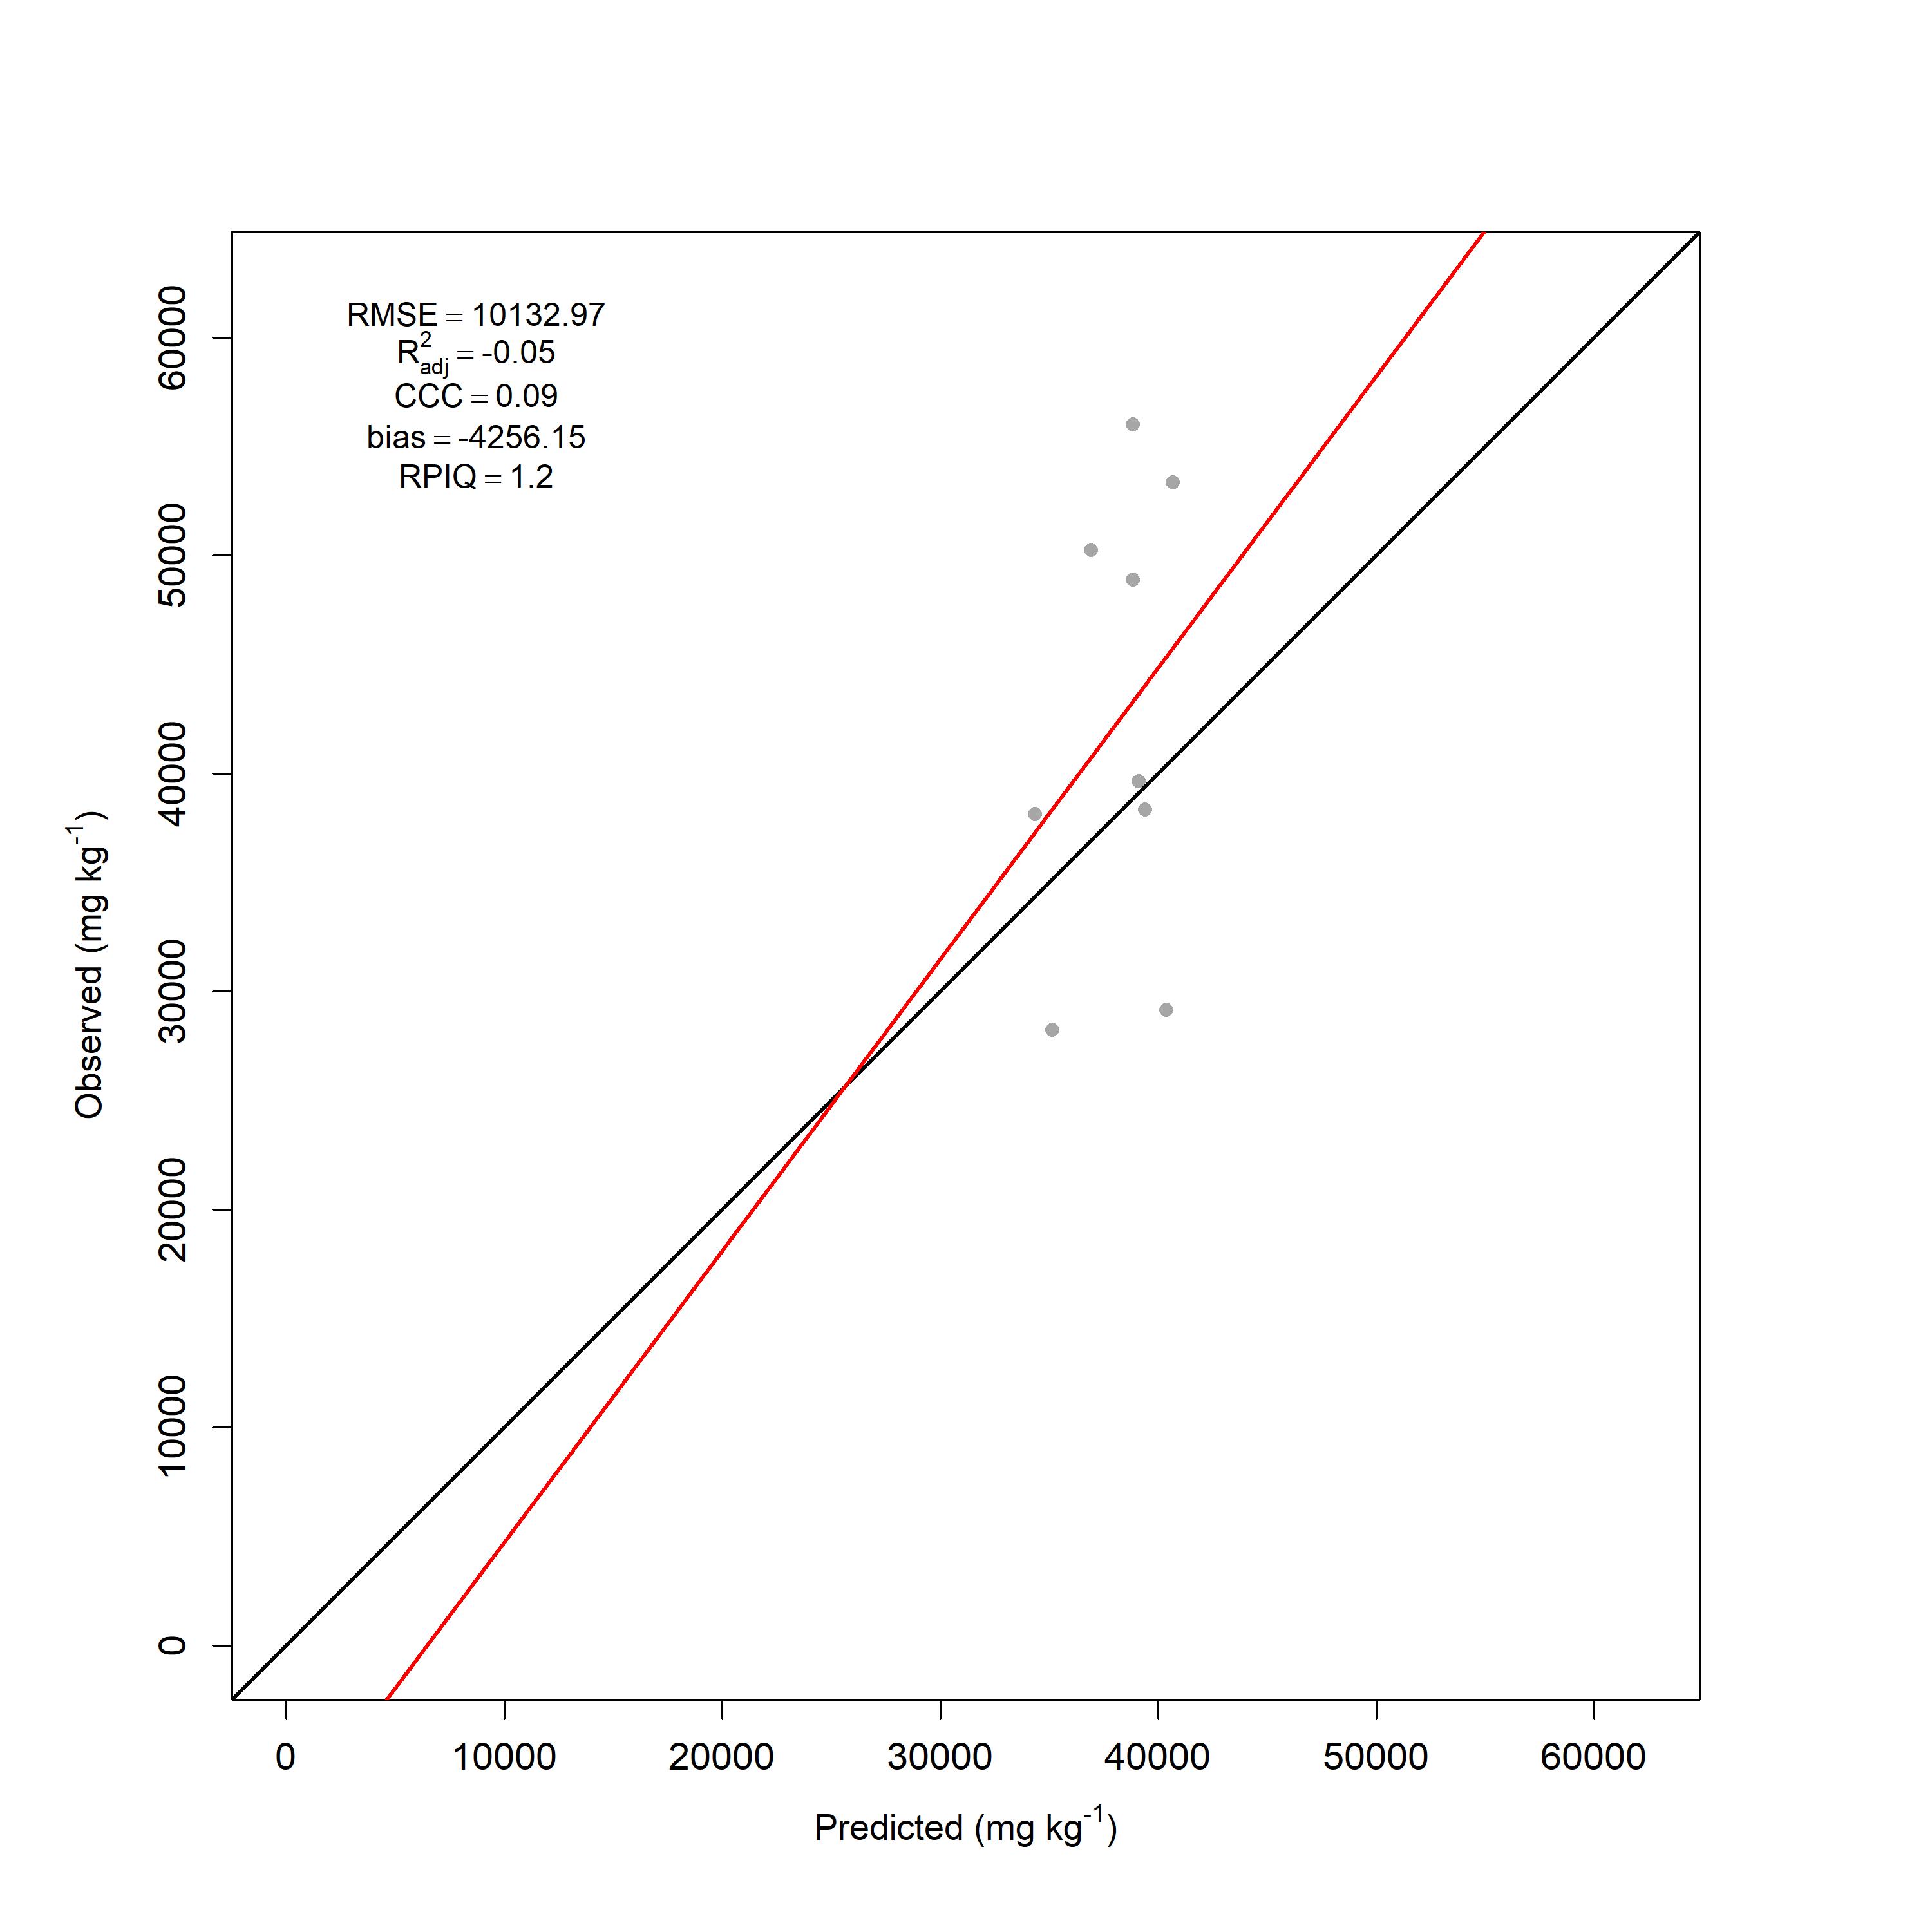 RMSE = 10132.97
R²adj = -0.05
CCC = 0.09
bias = -4256.15
RPIQ = 1.2
60000
50000
40000
30000
20000
10000
0
Observed (mg kg⁻¹)
0 10000 20000 30000 40000 50000 60000
Predicted (mg kg⁻¹)